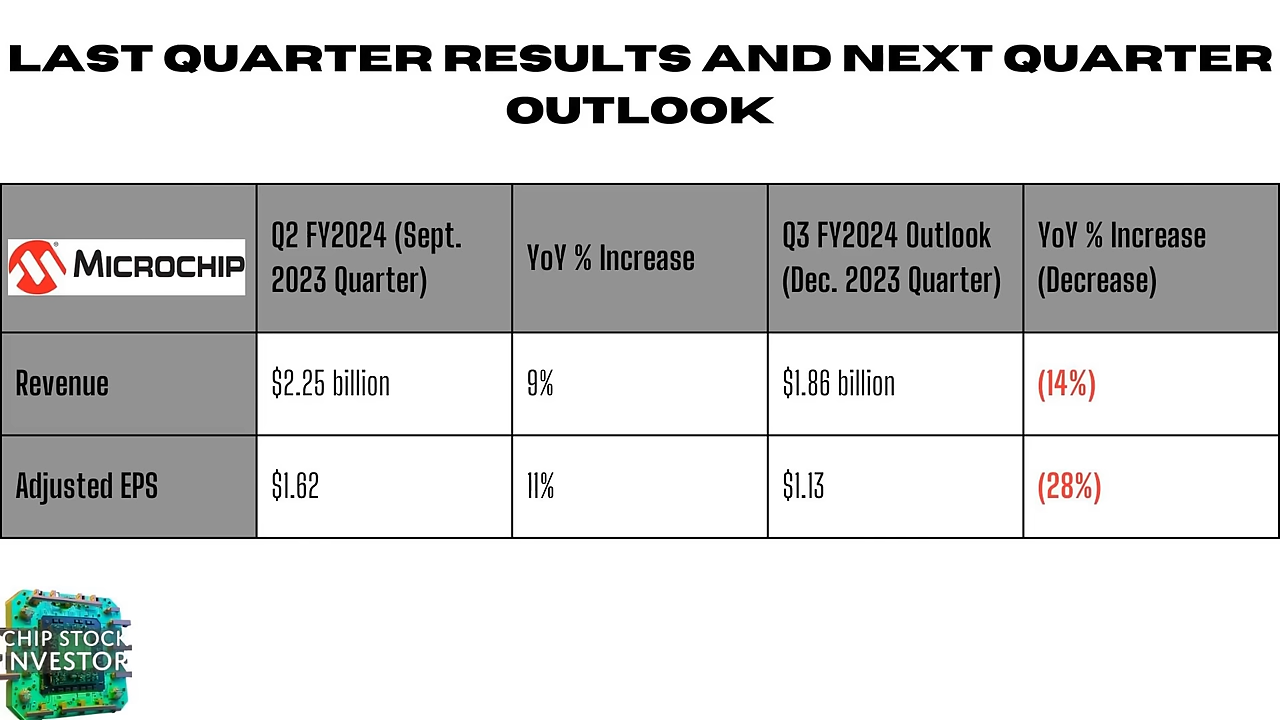 LAST QUARTER RESULTS AND NEXT QUARTER
OUTLOOK
MICROCHIP
Q2 FY2024 (Sept.
2023 Quarter)
YoY % Increase
Q3 FY2024 Outlook
(Dec. 2023 Quarter)
YoY % Increase
(Decrease)
Revenue
$2.25 billion
9%
$1.86 billion
(14%)
Adjusted EPS
$1.62
11%
$1.13
(28%)
CHIP STOCK
INVESTOR